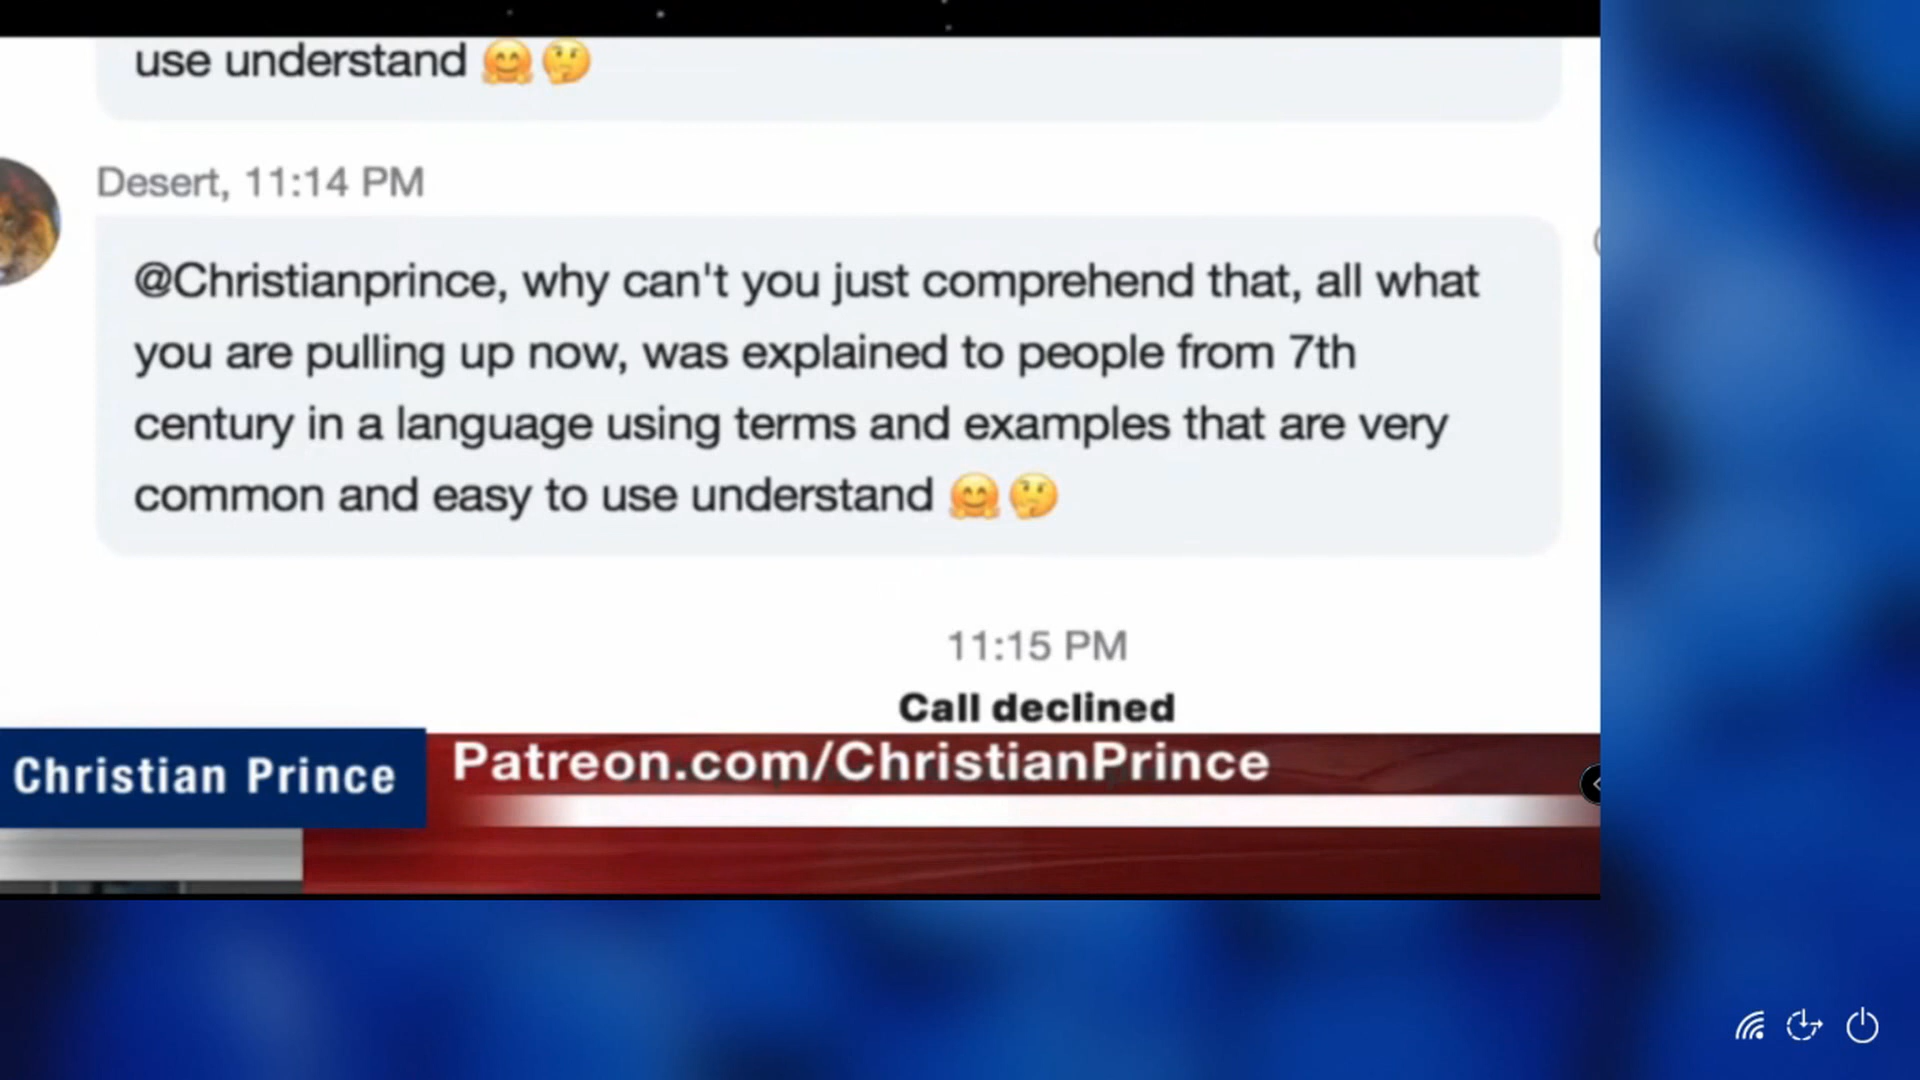 use understand 🤗🤔
Desert, 11:14 PM
@Christianprince, why can't you just comprehend that, all what
you are pulling up now, was explained to people from 7th
century in a language using terms and examples that are very
common and easy to use understand 🤗🤔
11:15 PM
Call declined
Christian Prince
Patreon.com/ChristianPrince